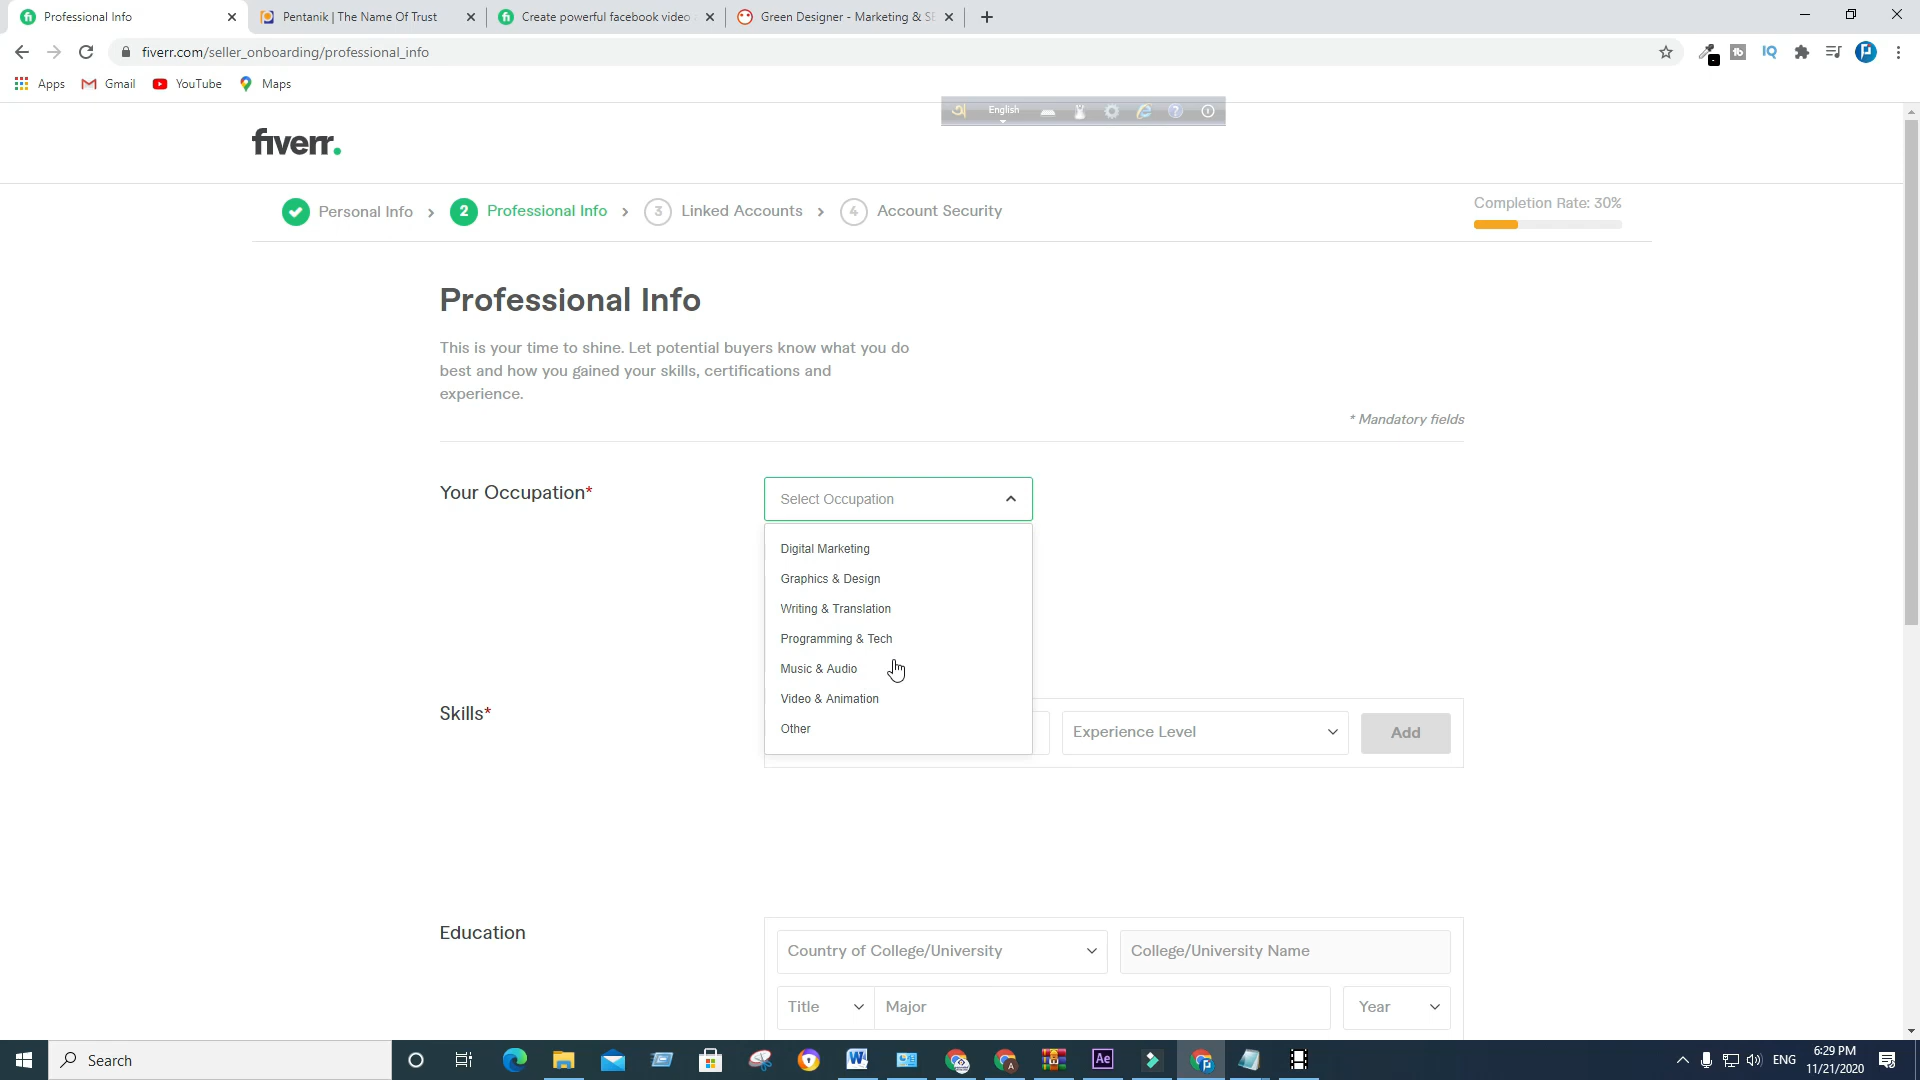 Professional Info
Pentanik | The Name Of Trust
Create powerful facebook video
Green Designer - Marketing & SE
fiverr.com/seller_onboarding/professional_info
Apps
Gmail
YouTube
Maps
English
fiverr.
Personal Info
2
Professional Info
3
Linked Accounts
4
Account Security
Completion Rate: 30%
Professional Info
This is your time to shine. Let potential buyers know what you do
best and how you gained your skills, certifications and
experience.
* Mandatory fields
Your Occupation*
Select Occupation
Digital Marketing
Graphics & Design
Writing & Translation
Programming & Tech
Music & Audio
Video & Animation
Other
Skills*
Experience Level
Add
Education
Country of College/University
College/University Name
Title
Major
Year
Search
ENG
6:29 PM
11/21/2020